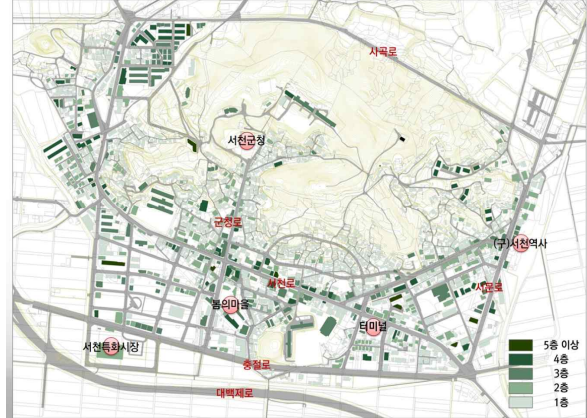 사곡로
서천군청
군청로
(구)서천역사
서천로
서문로
봄의마을
터미널
서천특화시장
충절로
대백제로
5층 이상
4층
3층
2층
1층